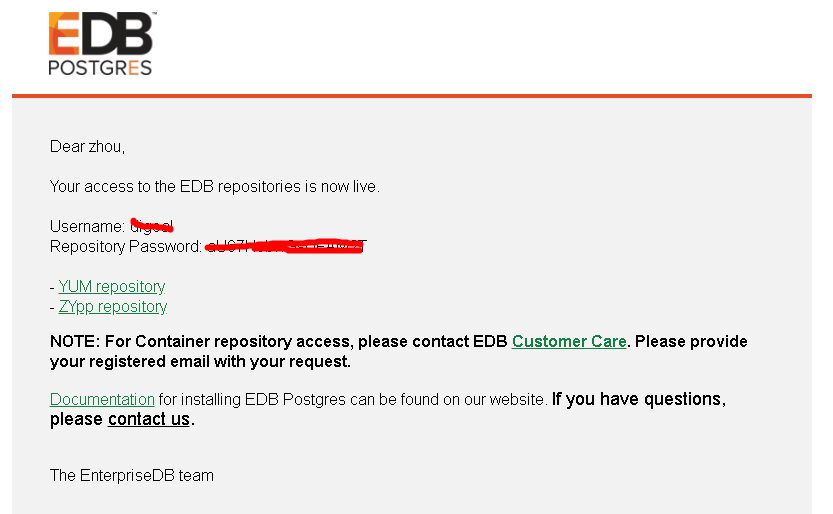 EDB™
POSTGRES
Dear zhou,
Your access to the EDB repositories is now live.
Username:
Repository Password:
- YUM repository
- ZYpp repository
NOTE: For Container repository access, please contact EDB Customer Care. Please provide
your registered email with your request.
Documentation for installing EDB Postgres can be found on our website. If you have questions,
please contact us.
The EnterpriseDB team